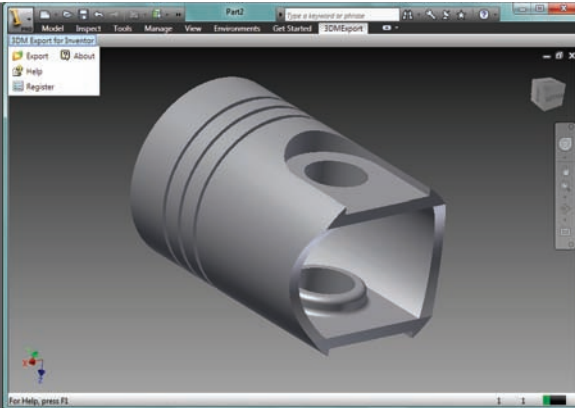 Part2
Type a keyword or phrase
PRO
Model Inspect Tools Manage View Environments Get Started 3DMExport
3DM Export for Inventor
Export About
Help
Register
X
Z
For Help, press F1
1 1